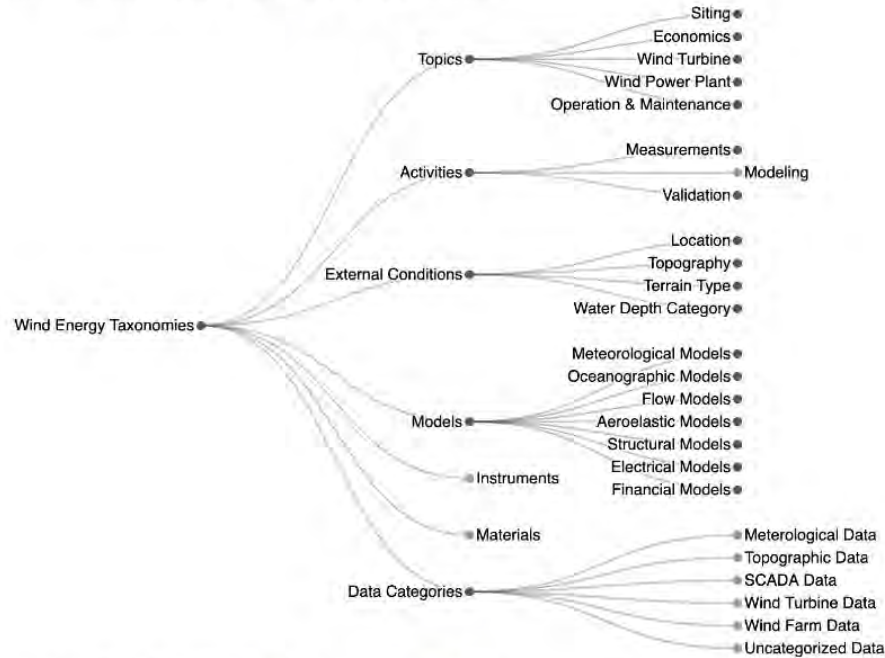 Siting
Economics
Topics
Wind Turbine
Wind Power Plant
Operation & Maintenance
Measurements
Activities
Modeling
Validation
Location
Topography
External Conditions
Terrain Type
Water Depth Category
Wind Energy Taxonomies
Meteorological Models
Oceanographic Models
Flow Models
Models
Aeroelastic Models
Structural Models
Electrical Models
Financial Models
Instruments
Materials
Meterological Data
Topographic Data
SCADA Data
Data Categories
Wind Turbine Data
Wind Farm Data
Uncategorized Data